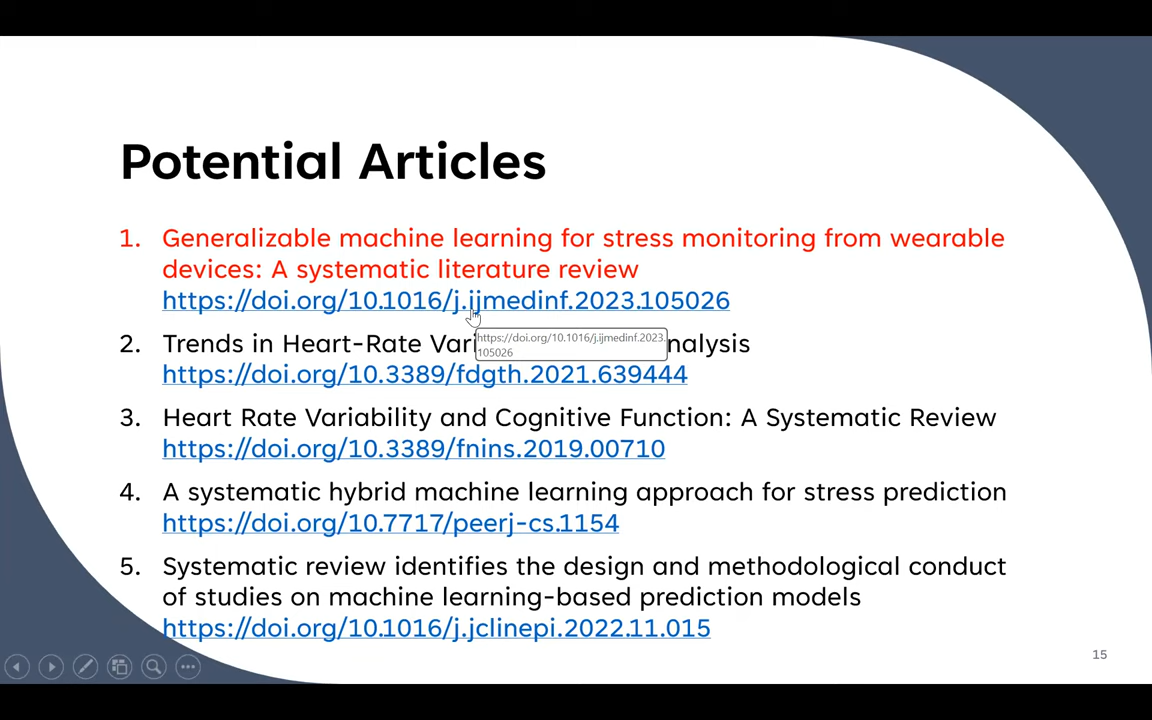 Potential Articles
1. Generalizable machine learning for stress monitoring from wearable
devices: A systematic literature review
https://doi.org/10.1016/j.ijmedinf.2023.105026
2. Trends in Heart-Rate Vari nalysis
https://doi.org/10.1016/j.ijmedinf.2023.
105026
https://doi.org/10.3389/fdgth.2021.639444
3. Heart Rate Variability and Cognitive Function: A Systematic Review
https://doi.org/10.3389/fnins.2019.00710
4. A systematic hybrid machine learning approach for stress prediction
https://doi.org/10.7717/peerj-cs.1154
5. Systematic review identifies the design and methodological conduct
of studies on machine learning-based prediction models
https://doi.org/10.1016/j.jclinepi.2022.11.015
15